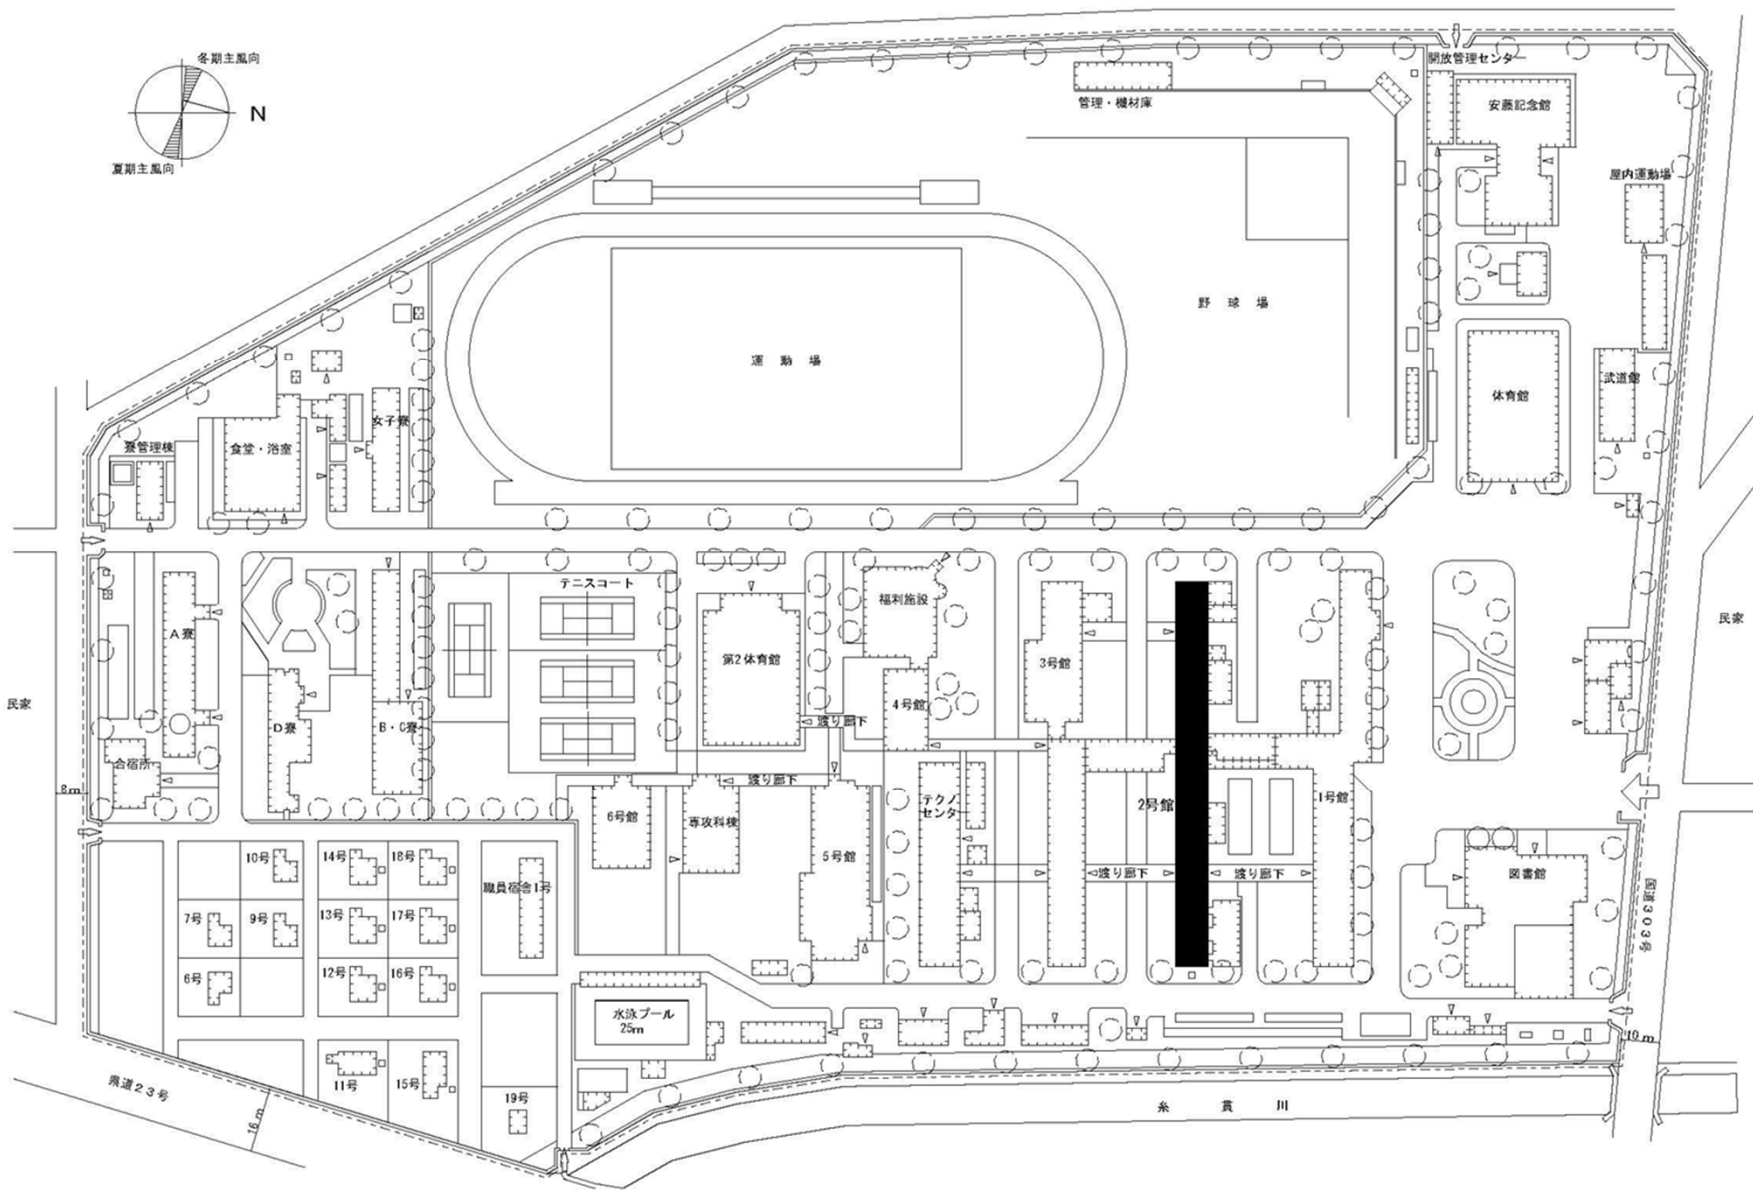 冬期主風向
N
夏期主風向
開放管理センター
管理・機材庫
安藤記念館
屋内運動場
野球場
運動場
体育館
武道館
女子寮
寮管理棟
食堂・浴室
テニスコート
福利施設
A寮
民家
第2体育館
3号館
4号館
民家
D寮
B・C寮
渡り廊下
合宿所
渡り廊下
8m
テクノ
センター
2号館
1号館
6号館
専攻科棟
5号館
渡り廊下
渡り廊下
図書館
10号
14号
18号
職員宿舎1号
国道303号
7号
9号
13号
17号
6号
12号
16号
水泳プール
25m
10m
11号
15号
19号
県道23号
16m
糸貫川